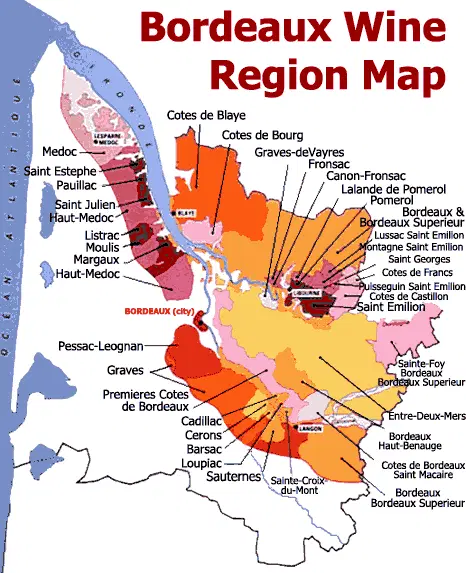 Bordeaux Wine
Region Map
OCÉAN ATLANTIQUE
GIRONDE
LESPARRE-
MEDOC
Medoc
Saint Estephe
Pauillac
Saint Julien
Haut-Medoc
Listrac
Moulis
Margaux
Haut-Medoc
BLAYE
Cotes de Blaye
Cotes de Bourg
Graves-deVayres
Fronsac
Canon-Fronsac
Lalande de Pomerol
Pomerol
Bordeaux &
Bordeaux Superieur
Lussac Saint Emilion
Montagne Saint Emilion
Saint Georges
Cotes de Francs
Puisseguin Saint Emilion
Cotes de Castillon
Saint Emilion
LIBOURNE
BORDEAUX (city)
Pessac-Leognan
Graves
Premieres Cotes
de Bordeaux
Cadillac
Cerons
Barsac
Loupiac
Sauternes
Sainte-Croix-
du-Mont
LANGON
Sainte-Foy
Bordeaux
Bordeaux Superieur
Entre-Deux-Mers
Bordeaux
Haut-Benauge
Cotes de Bordeaux
Saint Macaire
Bordeaux
Bordeaux Superieur